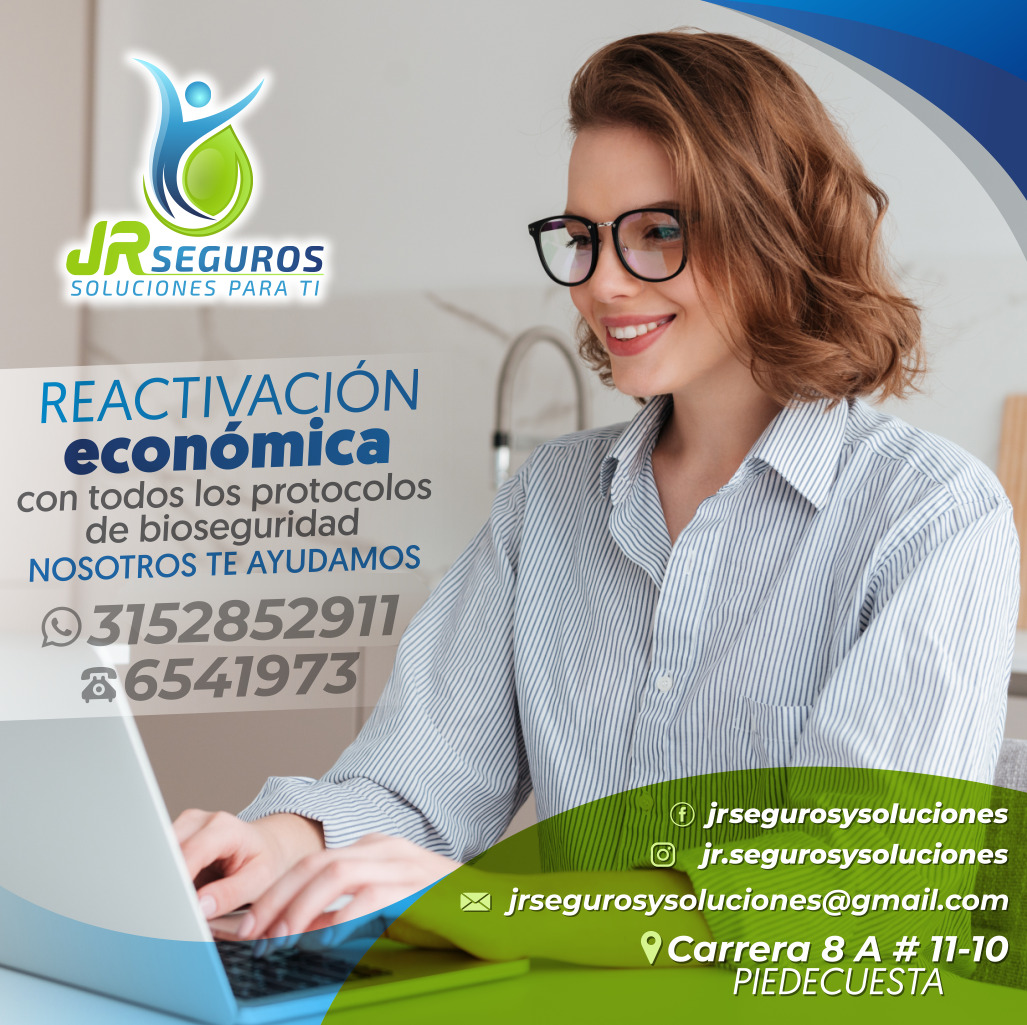 JR SEGUROS
SOLUCIONES PARA TI
REACTIVACIÓN
económica
con todos los protocolos
de bioseguridad
NOSOTROS TE AYUDAMOS
3152852911
6541973
jrsegurosysoluciones
jr.segurosysoluciones
jrsegurosysoluciones@gmail.com
Carrera 8 A # 11-10
PIEDECUESTA